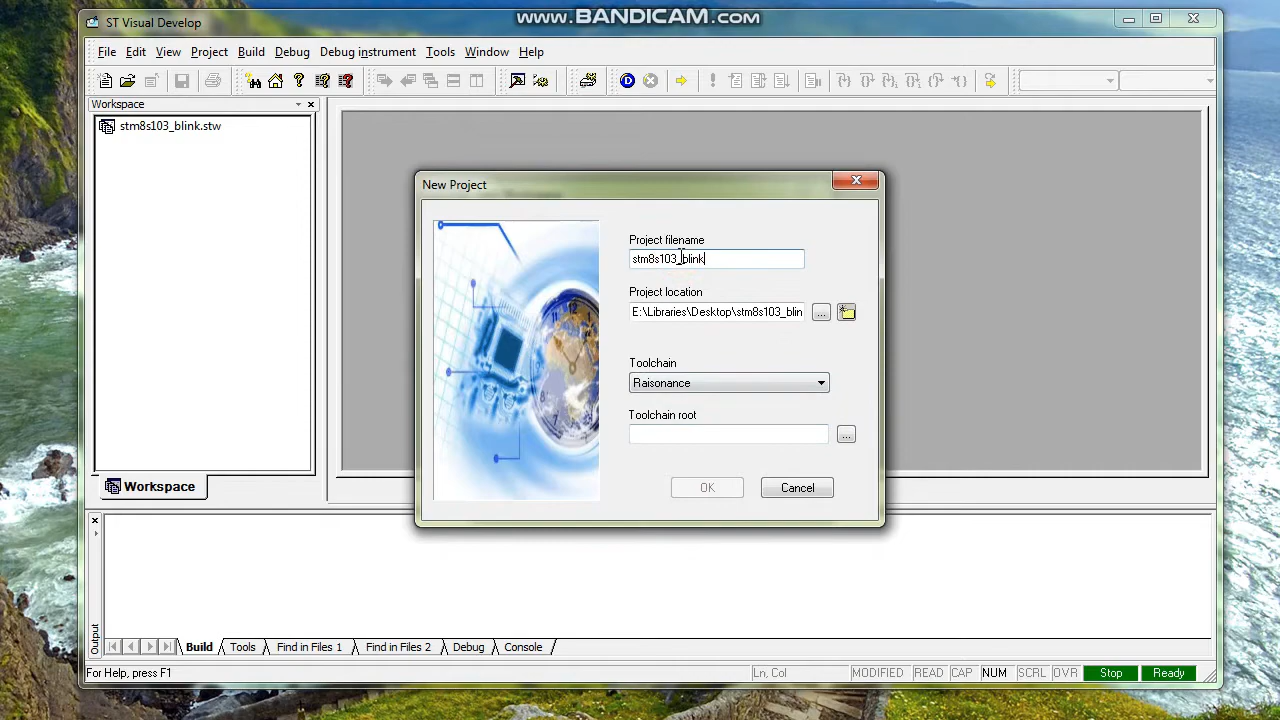 www.BANDICAM.com
ST Visual Develop
File Edit View Project Build Debug Debug instrument Tools Window Help
Workspace
stm8s103_blink.stw
New Project
Project filename
stm8s103_blink
Project location
E:\Libraries\Desktop\stm8s103_blin
...
Toolchain
Raisonance
Toolchain root
...
OK Cancel
Workspace
Output
Build Tools Find in Files 1 Find in Files 2 Debug Console
For Help, press F1 Ln, Col MODIFIED READ CAP NUM SCRL OVR Stop Ready